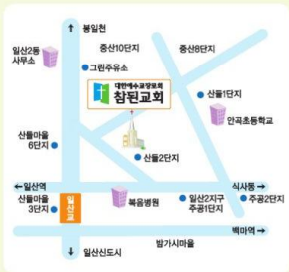 ↑ 봉일천
일산2동
사무소
중산10단지
중산8단지
그린주유소
대한예수교장로회
참된교회
산들1단지
안곡초등학교
산들마을
6단지
산들2단지
←일산역
식사동→
산들마을
3단지
일산교
복음병원
일산2지구
주공1단지
주공2단지
백마역→
밤가시마을
↓ 일산신도시